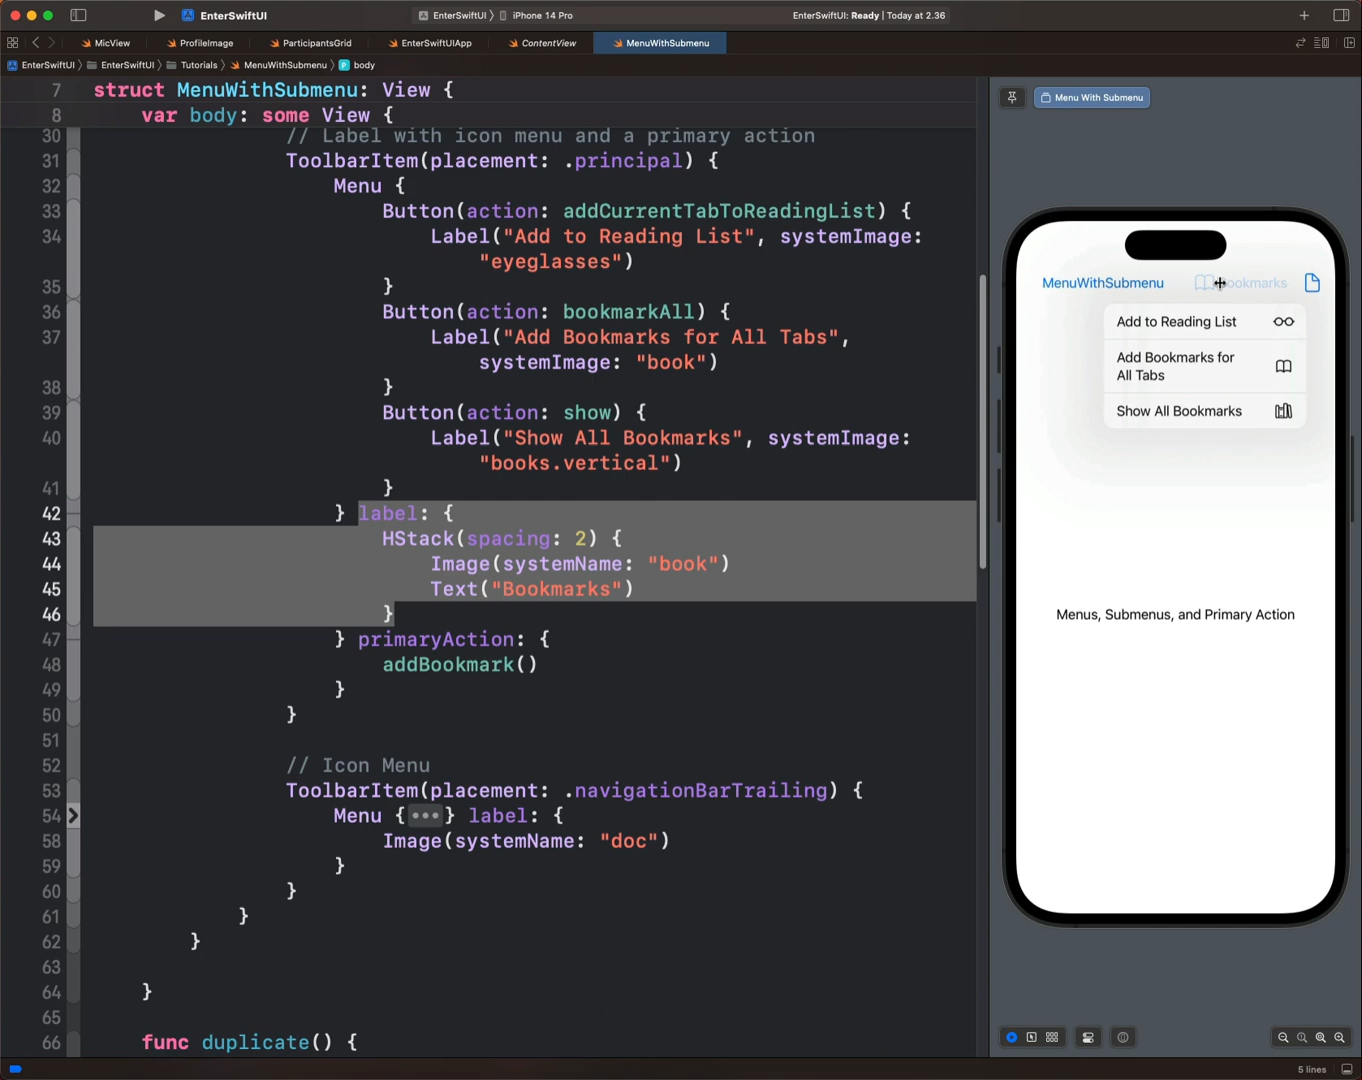 EnterSwiftUI
EnterSwiftUI
iPhone 14 Pro
EnterSwiftUI: Ready | Today at 2.36
MicView
ProfileImage
ParticipantsGrid
EnterSwiftUIApp
ContentView
MenuWithSubmenu
EnterSwiftUI
EnterSwiftUI
Tutorials
MenuWithSubmenu
P body
7 struct MenuWithSubmenu: View {
8 var body: some View {
30 // Label with icon menu and a primary action
31 ToolbarItem(placement: .principal) {
32 Menu {
33 Button(action: addCurrentTabToReadingList) {
34 Label("Add to Reading List", systemImage:
"eyeglasses")
35 }
36 Button(action: bookmarkAll) {
37 Label("Add Bookmarks for All Tabs",
systemImage: "book")
38 }
39 Button(action: show) {
40 Label("Show All Bookmarks", systemImage:
"books.vertical")
41 }
42 } label: {
43 HStack(spacing: 2) {
44 Image(systemName: "book")
45 Text("Bookmarks")
46 }
47 } primaryAction: {
48 addBookmark()
49 }
50 }
51
52 // Icon Menu
53 ToolbarItem(placement: .navigationBarTrailing) {
54 Menu {•••} label: {
58 Image(systemName: "doc")
59 }
60 }
61 }
62 }
63
64 }
65
66 func duplicate() {
Menu With Submenu
MenuWithSubmenu
Bookmarks
Add to Reading List
Add Bookmarks for
All Tabs
Show All Bookmarks
Menus, Submenus, and Primary Action
5 lines